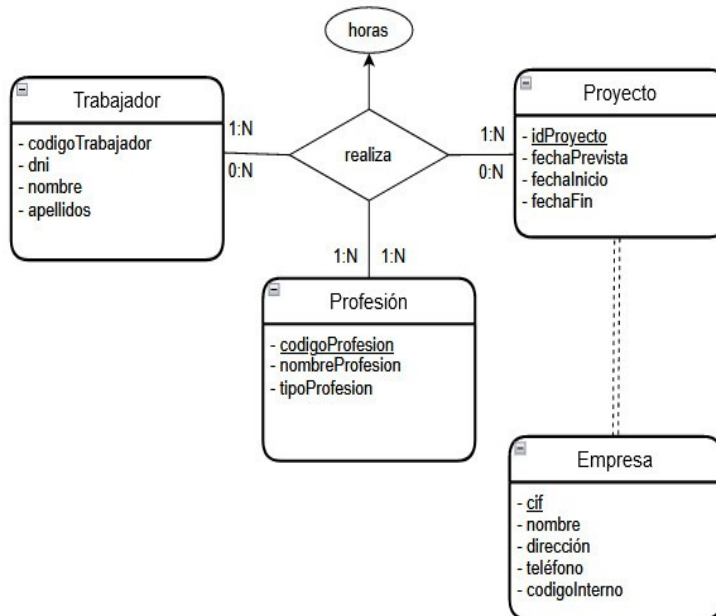 horas
Trabajador
- codigoTrabajador
- dni
- nombre
- apellidos
1:N
0:N
realiza
1:N
0:N
Proyecto
- idProyecto
- fechaPrevista
- fechaInicio
- fechaFin
1:N
1:N
Profesión
- codigoProfesion
- nombreProfesion
- tipoProfesion
Empresa
- cif
- nombre
- dirección
- teléfono
- codigoInterno